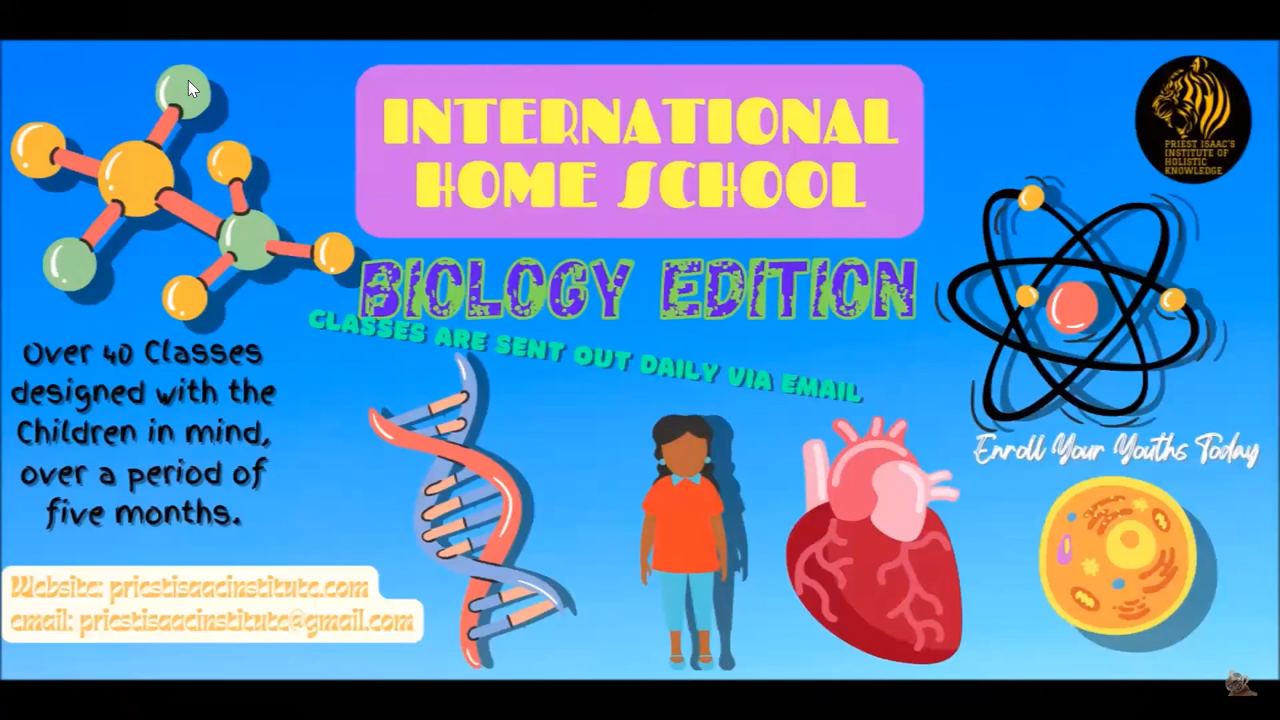 INTERNATIONAL
HOME SCHOOL
PRIEST ISAAC'S
INSTITUTE OF
HOLISTIC
KNOWLEDGE
BIOLOGY EDITION
CLASSES ARE SENT OUT DAILY VIA EMAIL
Over 40 Classes
designed with the
Children in mind,
over a period of
five months.
Enroll Your Youths Today
Website: priestisaacinstitute.com
email: priestisaacinstitute@gmail.com